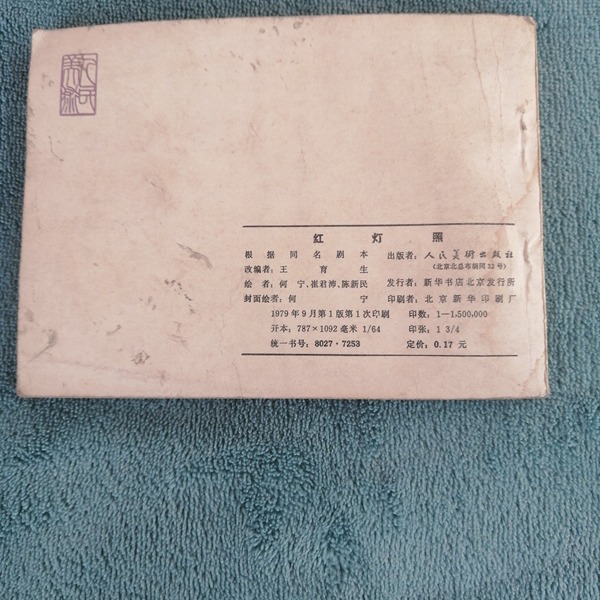 红灯照
根据同名剧本 出版者：人民美术出版社
(北京北总布胡同32号)
改编者：王育生
绘者：何宁、崔君沛、陈新民 发行者：新华书店北京发行所
封面绘者：何宁 印刷者：北京新华印刷厂
1979年9月第1版第1次印刷 印数：1—1,500,000
开本：787×1092毫米 1/64 印张：1 3/4
统一书号：8027·7253 定价：0.17元